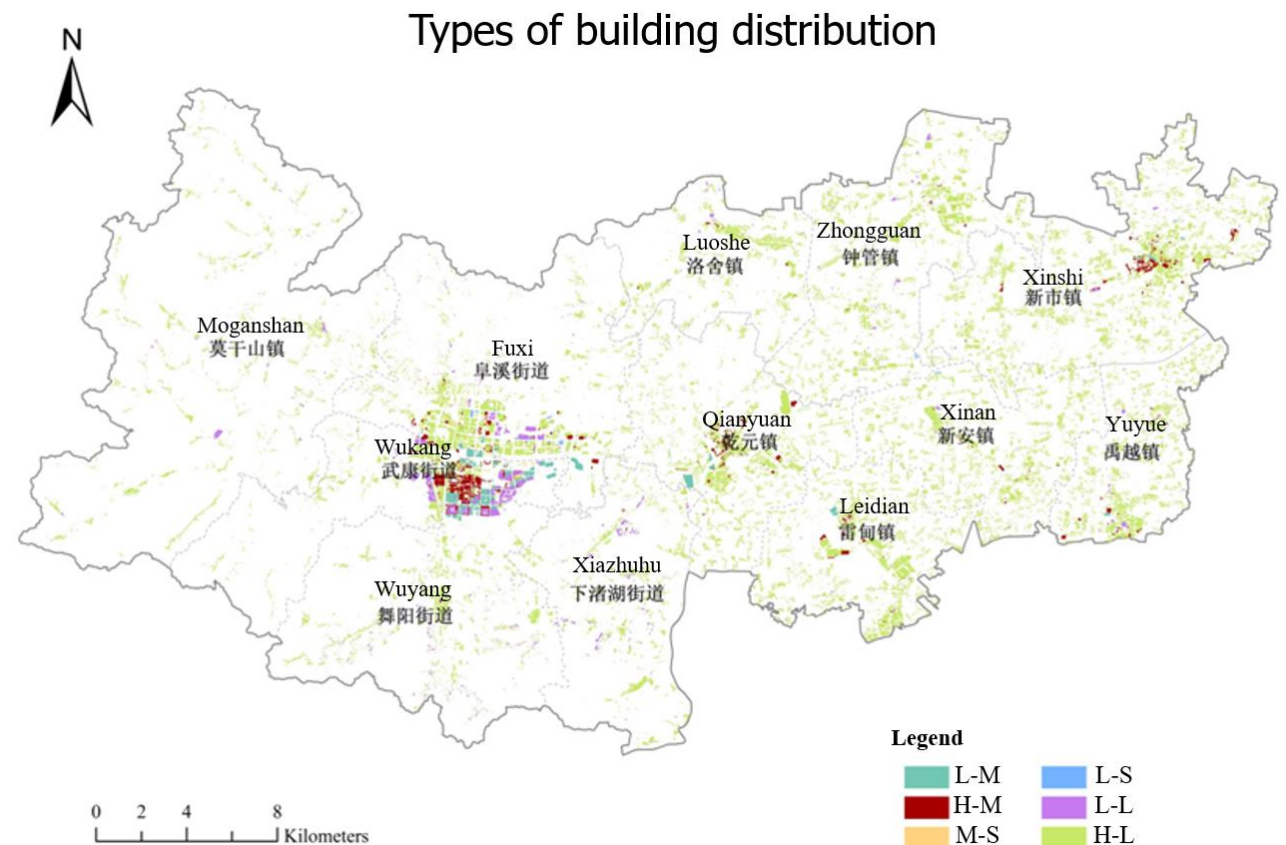 Types of building distribution
N
Luoshe
洛舍镇
Zhongguan
钟管镇
Xinshi
新市镇
Moganshan
莫干山镇
Fuxi
阜溪街道
Qianyuan
乾元镇
Xinan
新安镇
Yuyue
禹越镇
Wukang
武康街道
Leidian
雷甸镇
Xiazhuhu
下渚湖街道
Wuyang
舞阳街道
Legend
L-M
L-S
H-M
L-L
M-S
H-L
0 2 4 8
Kilometers